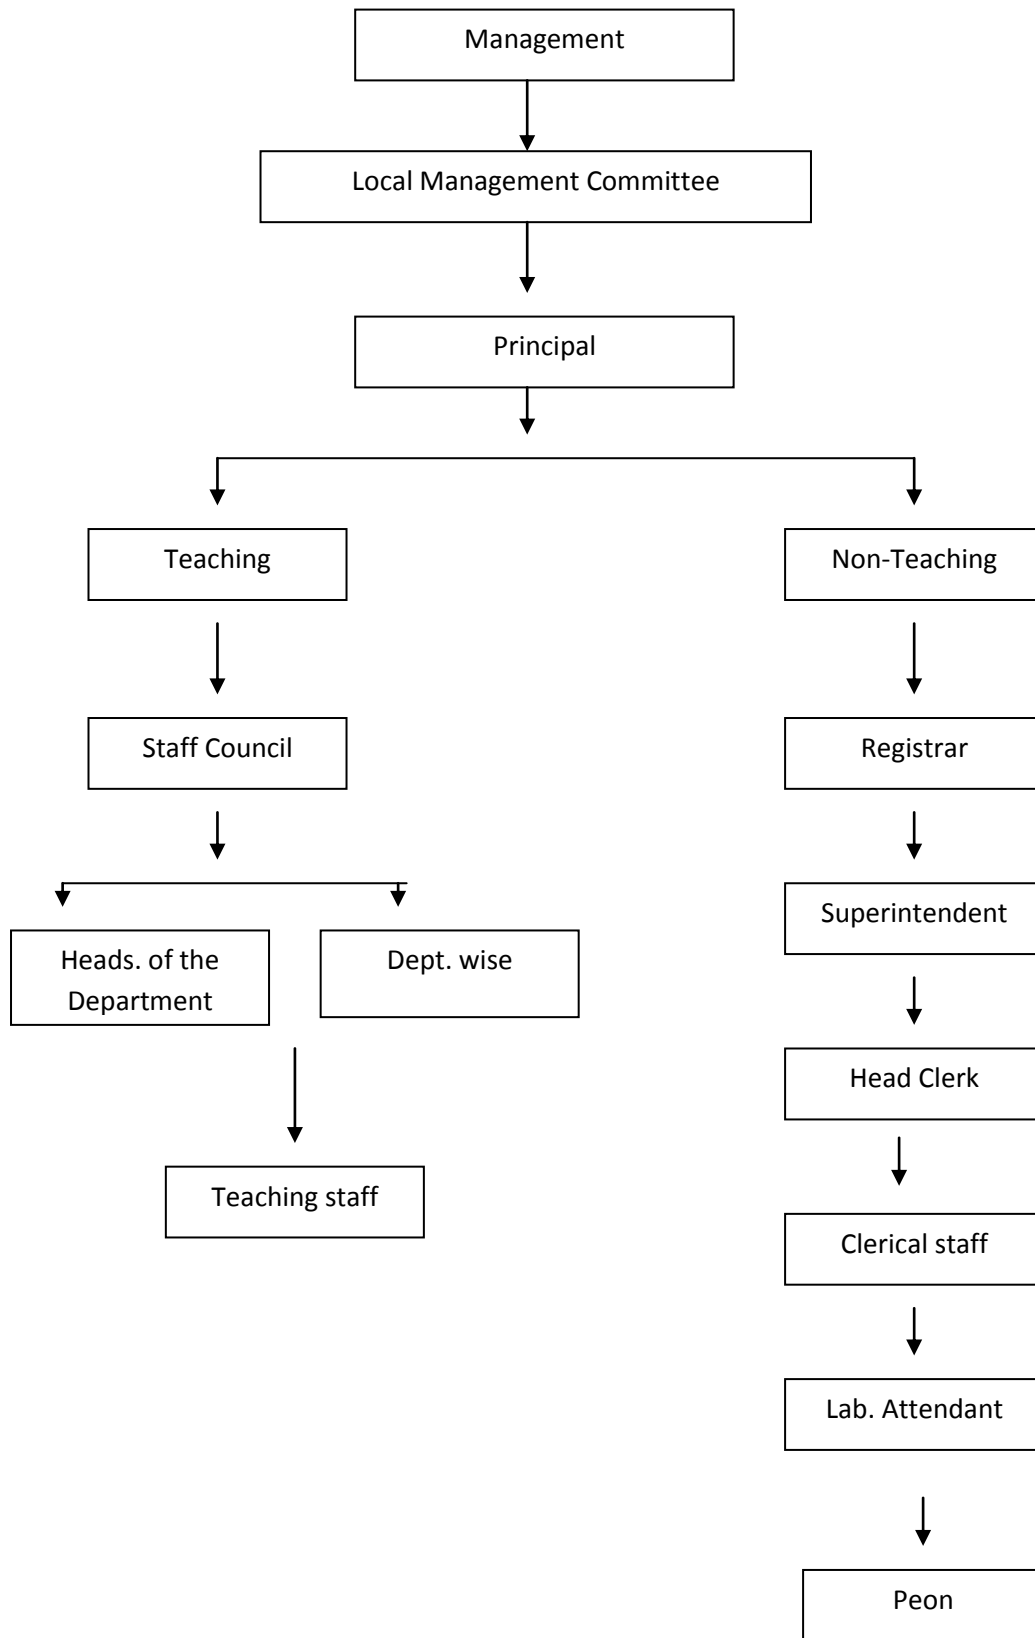 Management
Local Management Committee
Principal
Teaching
Non-Teaching
Staff Council
Registrar
Superintendent
Heads. of the
Department
Dept. wise
Head Clerk
Teaching staff
Clerical staff
Lab. Attendant
Peon